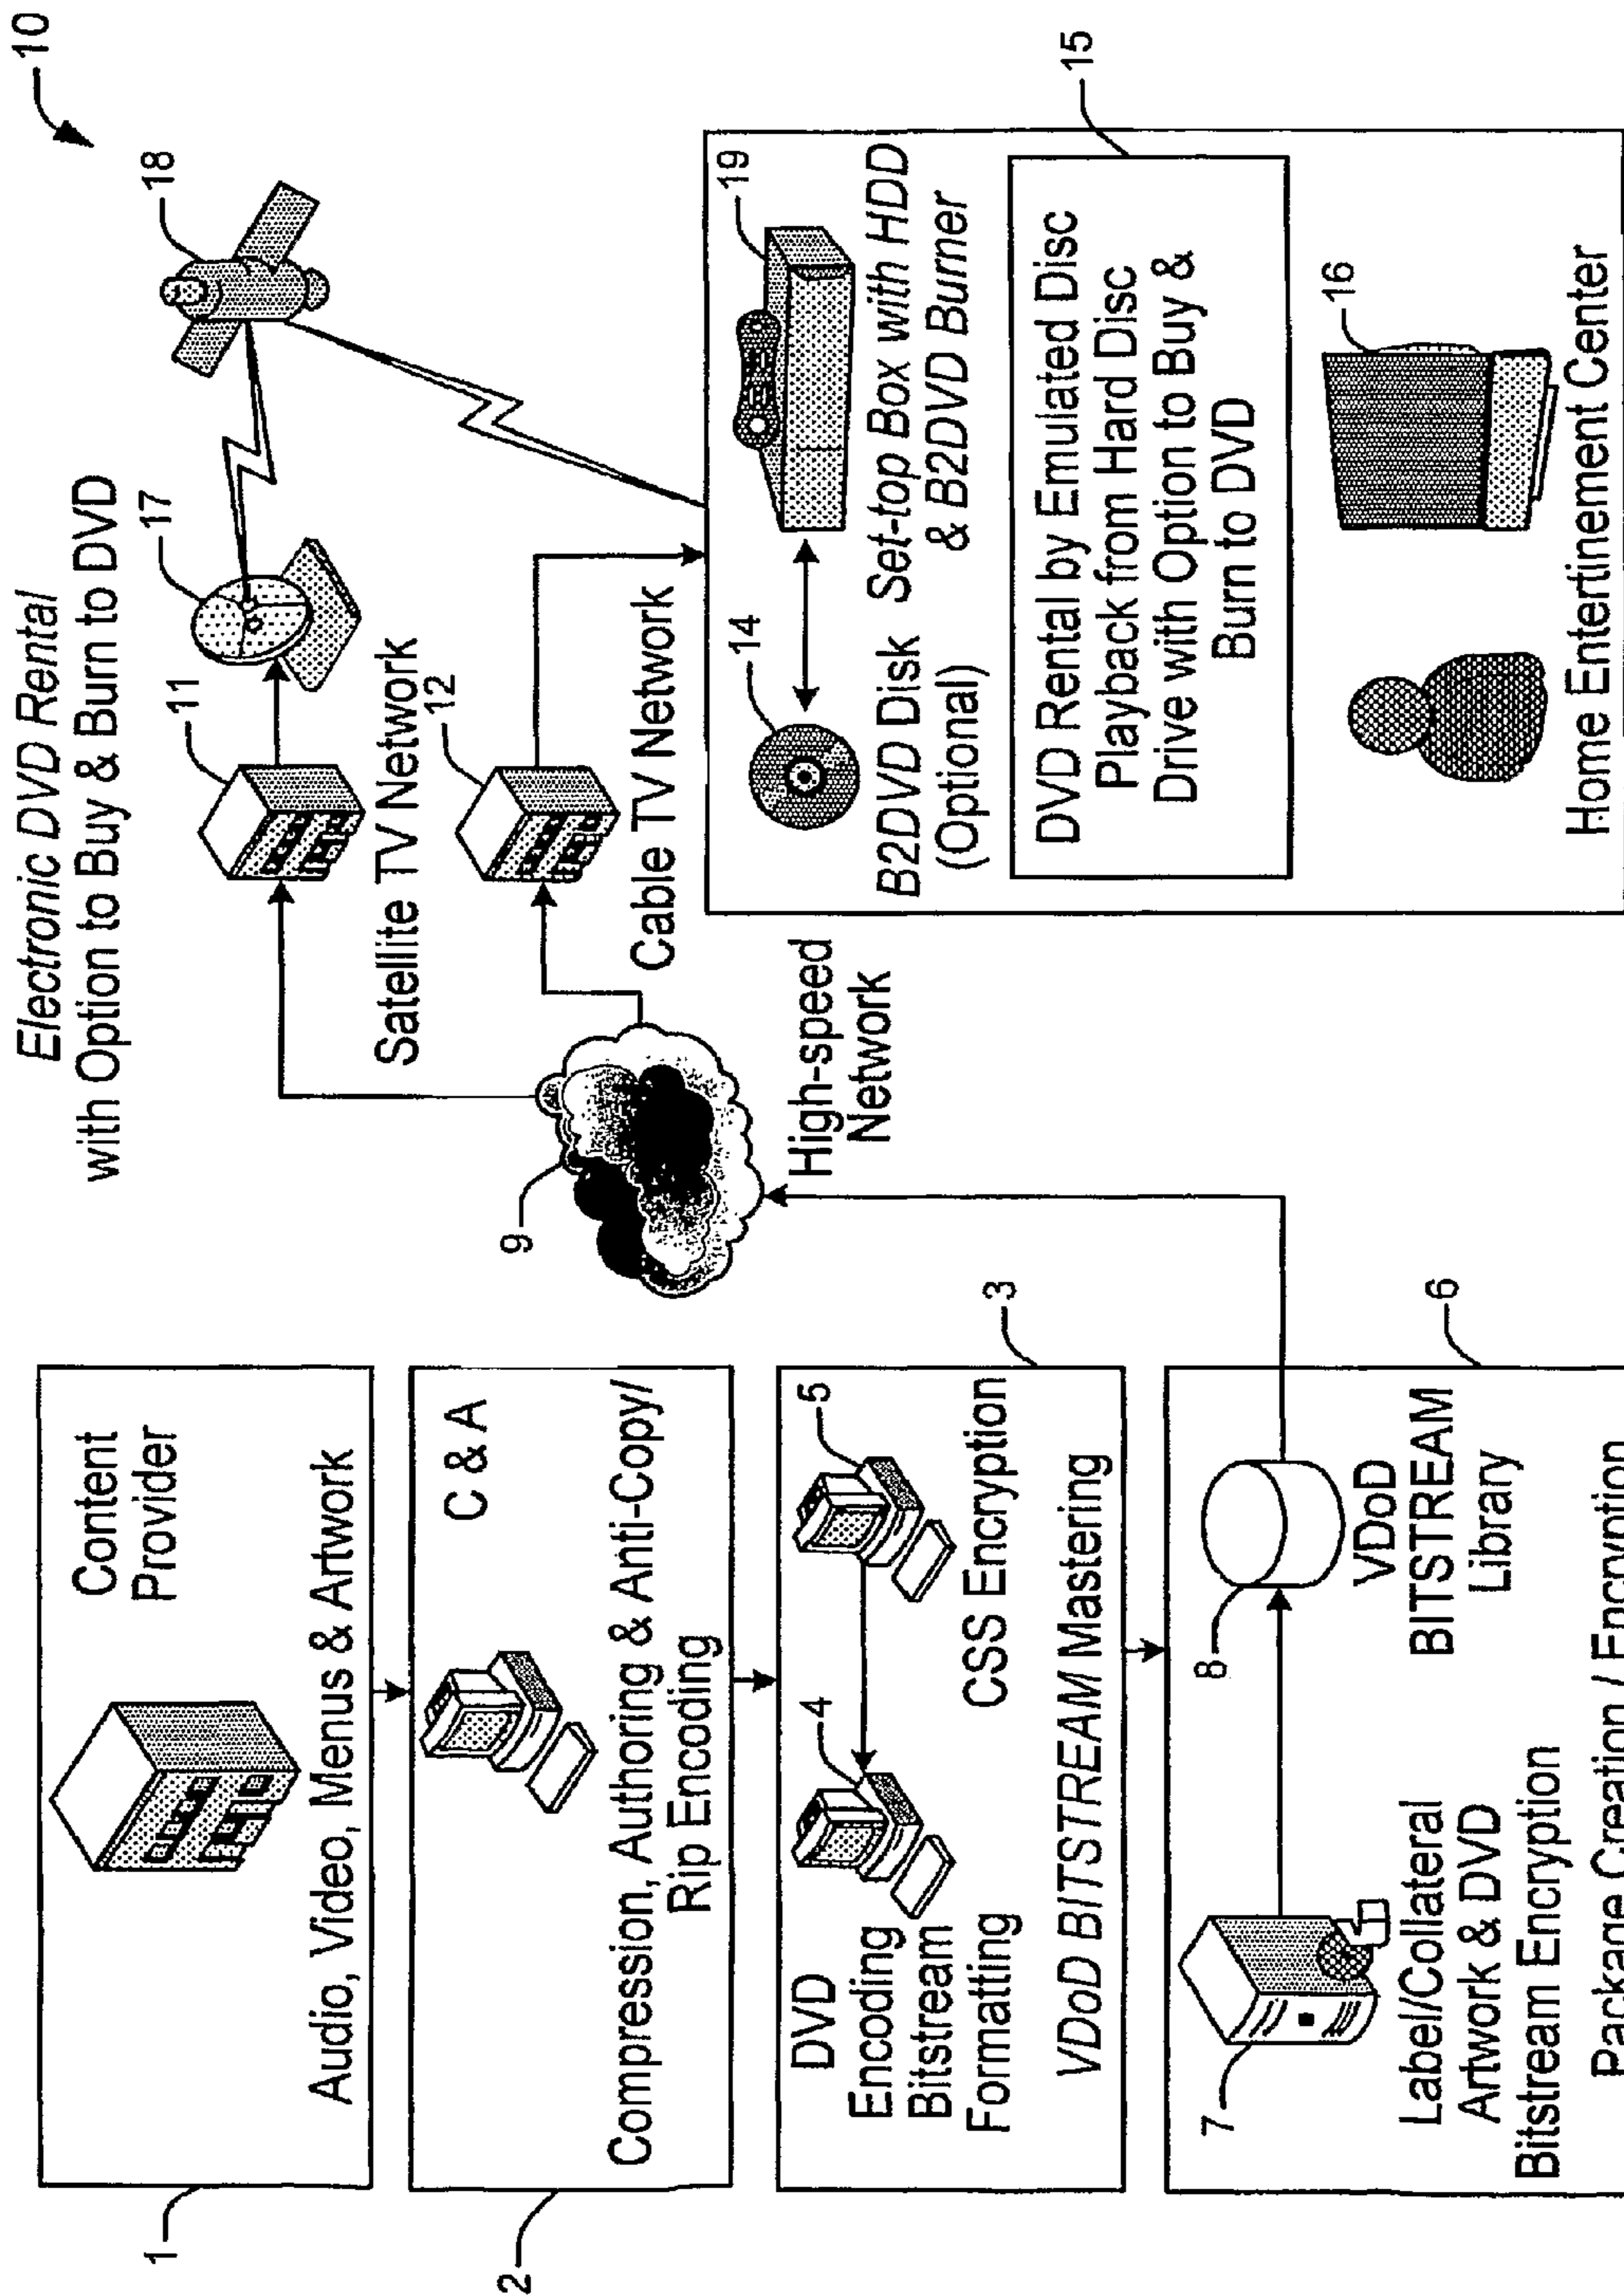 10
Electronic DVD Rental
with Option to Buy & Burn to DVD
1
Content
Provider
Audio, Video, Menus & Artwork
2
C & A
Compression, Authoring & Anti-Copy/
Rip Encoding
3
4
5
DVD
Encoding
Bitstream
Formatting
CSS Encryption
VDoD BITSTREAM Mastering
6
7
8
Label/Collateral
Artwork & DVD
Bitstream Encryption
VDoD
BITSTREAM
Library
Package Creation / Encryption
9
High-speed
Network
11
17
18
Satellite TV Network
12
Cable TV Network
14
19
B2DVD Disk
(Optional)
Set-top Box with HDD
& B2DVD Burner
15
DVD Rental by Emulated Disc
Playback from Hard Disc
Drive with Option to Buy &
Burn to DVD
16
Home Entertinement Center